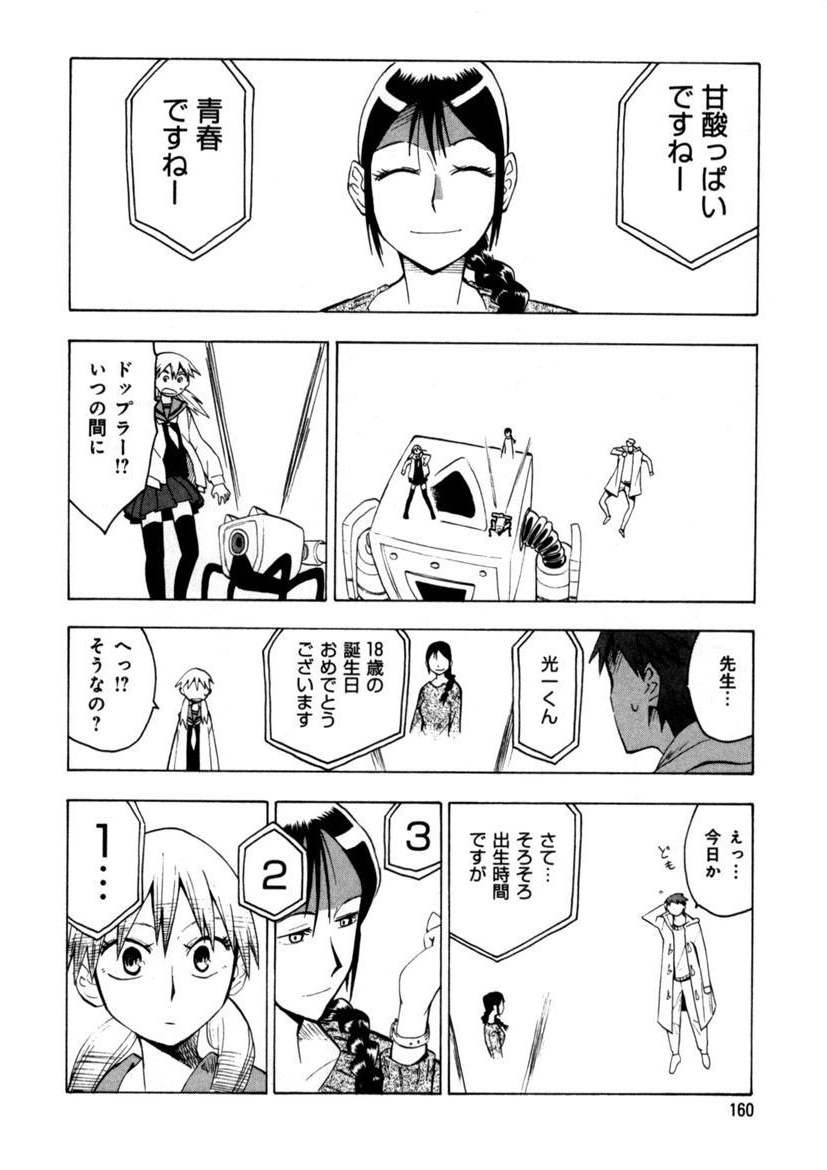 甘酸っぱい
ですねー
青春
ですねー
ドップラー!?
いつの間に
先生…
光一くん
18歳の
誕生日
おめでとう
ございます
へっ!?
そうなの?
えっ…
今日か
ども
さて…
そろそろ
出生時間
ですが
3
2
1…
160